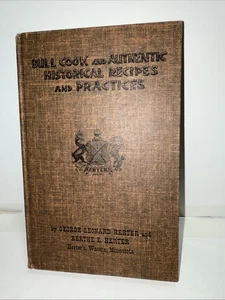 BULL COOK AND AUTHENTIC
HISTORICAL RECIPES
AND PRACTICES
HERTER'S
by GEORGE LEONARD HERTER and
BERTHE E. HERTER
Herter's, Waseca, Minnesota